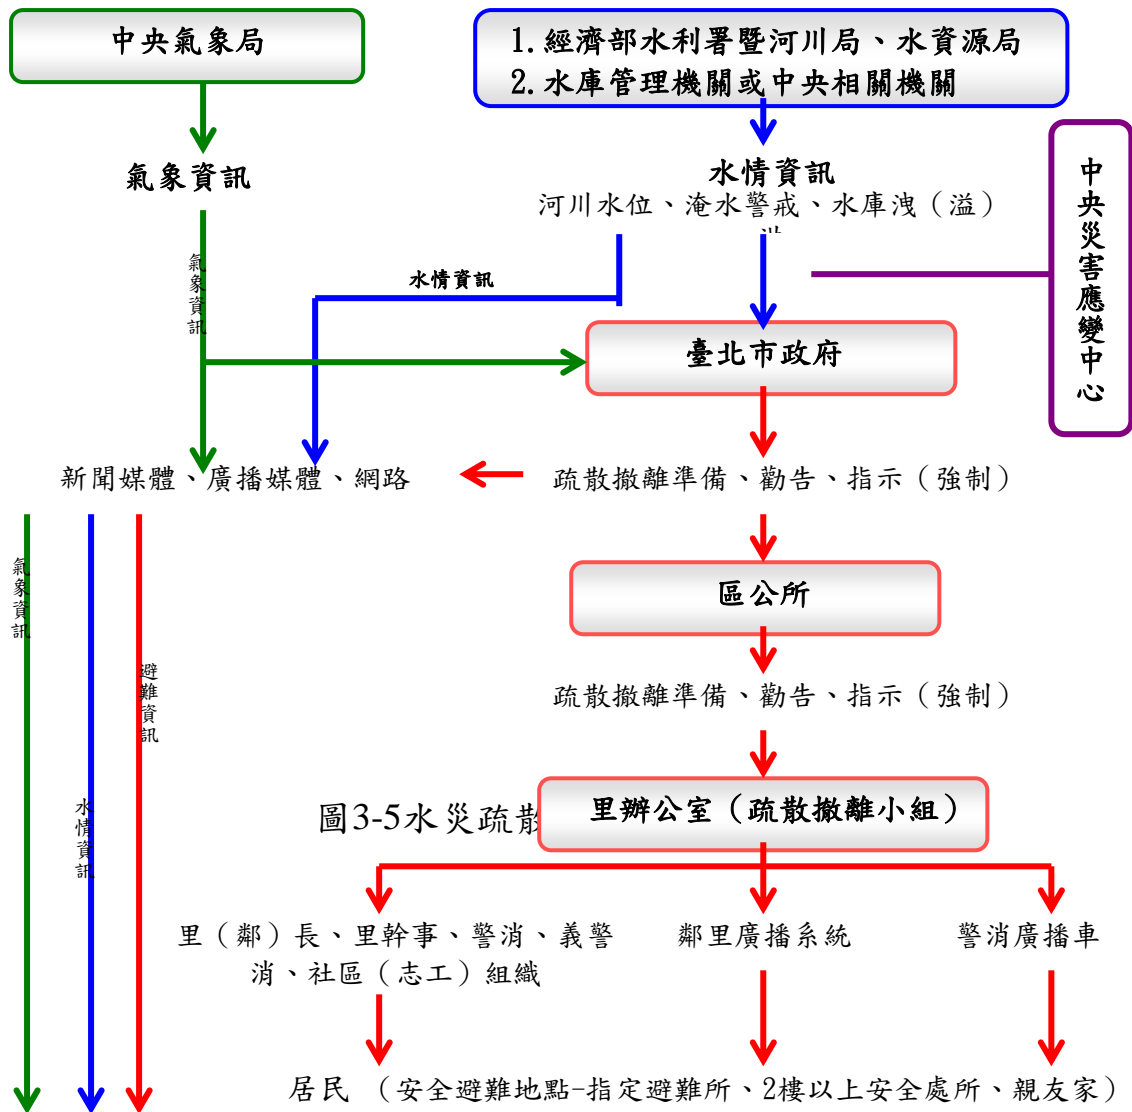 中央氣象局
1.經濟部水利署暨河川局、水資源局
2.水庫管理機關或中央相關機關
中央災害應變中心
氣象資訊
水情資訊
河川水位、淹水警戒、水庫洩（溢）
氣象資訊
水情資訊
臺北市政府
新聞媒體、廣播媒體、網路
疏散撤離準備、勸告、指示（強制）
氣象資訊
區公所
避難資訊
疏散撤離準備、勸告、指示（強制）
水情資訊
圖3-5水災疏散
里辦公室（疏散撤離小組）
里（鄰）長、里幹事、警消、義警
消、社區（志工）組織
鄰里廣播系統
警消廣播車
居民 （安全避難地點-指定避難所、2樓以上安全處所、親友家）